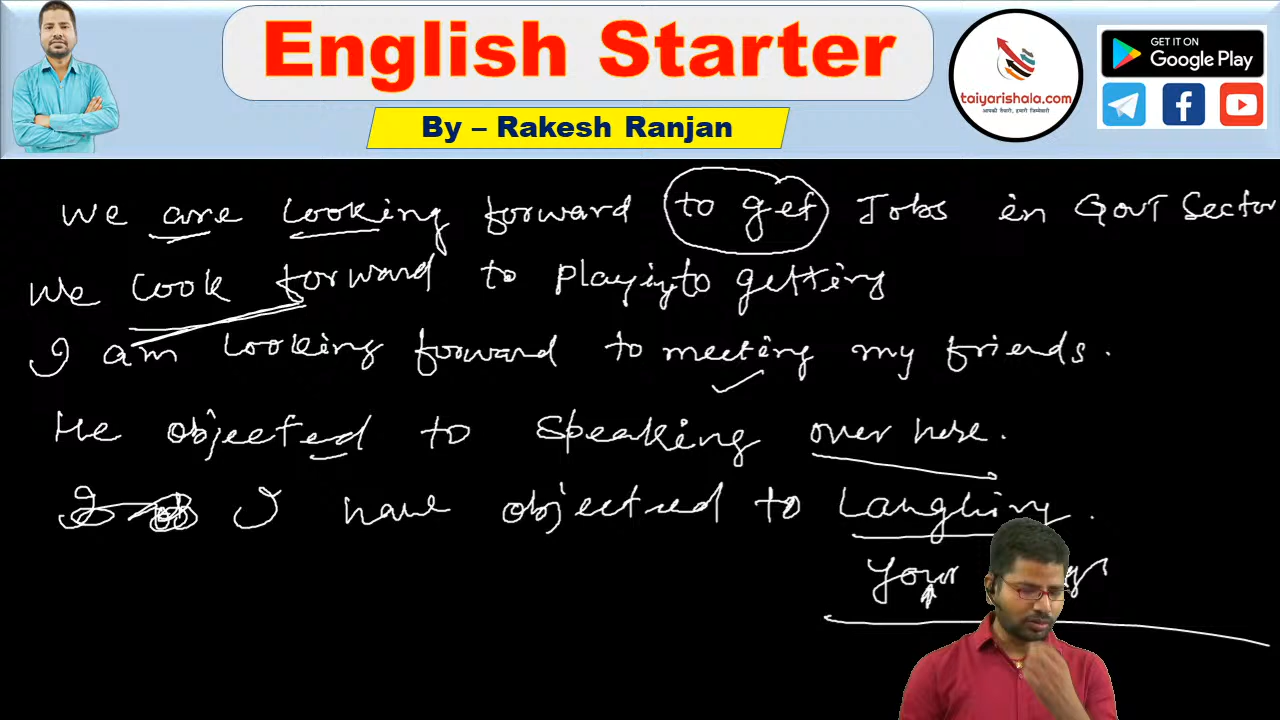 English Starter
By – Rakesh Ranjan
taiyarishala.com
आपकी तैयारी, हमारी जिम्मेदारी
GET IT ON
Google Play
We are looking forward to get Jobs in Govt Sector
We look forward to playing to getting
I am looking forward to meeting my friends.
He objected to speaking over here.
I have objected to Laughing.
your